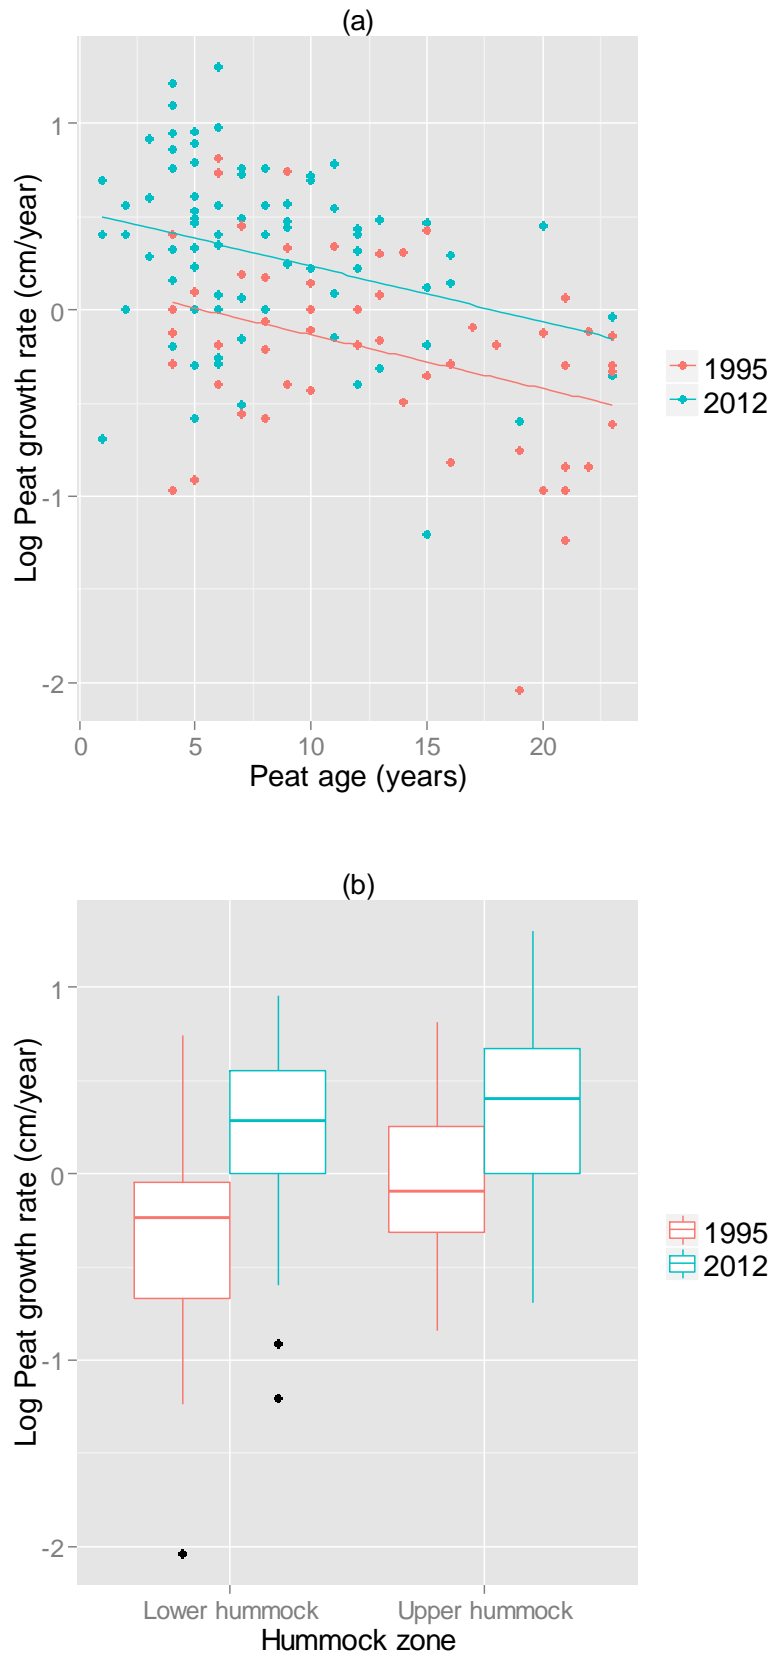 (a)
1
0
-1
-2
Log Peat growth rate (cm/year)
0 5 10 15 20
Peat age (years)
1995
2012
(b)
1
0
-1
-2
Log Peat growth rate (cm/year)
Lower hummock Upper hummock
Hummock zone
1995
2012